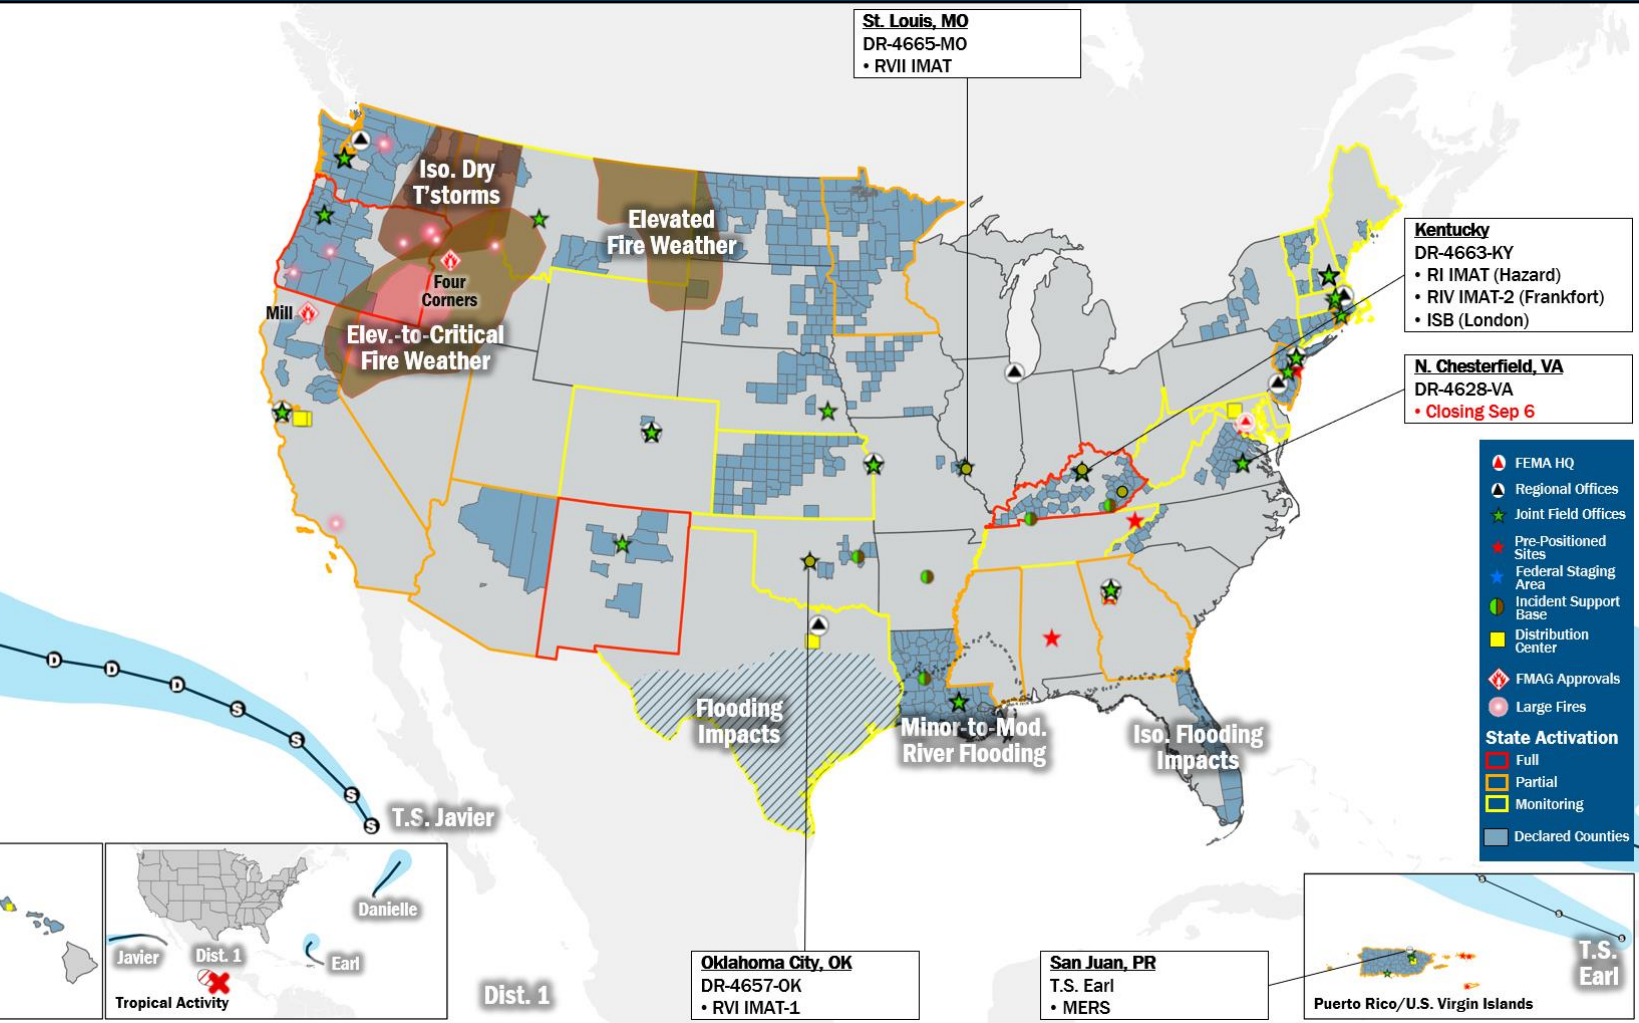 St. Louis, MO
DR-4665-MO
• RVII IMAT
Iso. Dry
T'storms
Elevated
Fire Weather
Four
Corners
Mill
Elev.-to-Critical
Fire Weather
Kentucky
DR-4663-KY
• RI IMAT (Hazard)
• RIV IMAT-2 (Frankfort)
• ISB (London)
N. Chesterfield, VA
DR-4628-VA
• Closing Sep 6
FEMA HQ
Regional Offices
Joint Field Offices
Pre-Positioned
Sites
Federal Staging
Area
Incident Support
Base
Distribution
Center
FMAG Approvals
Large Fires
State Activation
Full
Partial
Monitoring
Declared Counties
Flooding
Impacts
Minor-to-Mod.
River Flooding
Iso. Flooding
Impacts
D
D
D
S
S
S
S
T.S. Javier
Danielle
Javier
Dist. 1
Earl
Tropical Activity
Dist. 1
Oklahoma City, OK
DR-4657-OK
• RVI IMAT-1
San Juan, PR
T.S. Earl
• MERS
T.S.
Earl
Puerto Rico/U.S. Virgin Islands